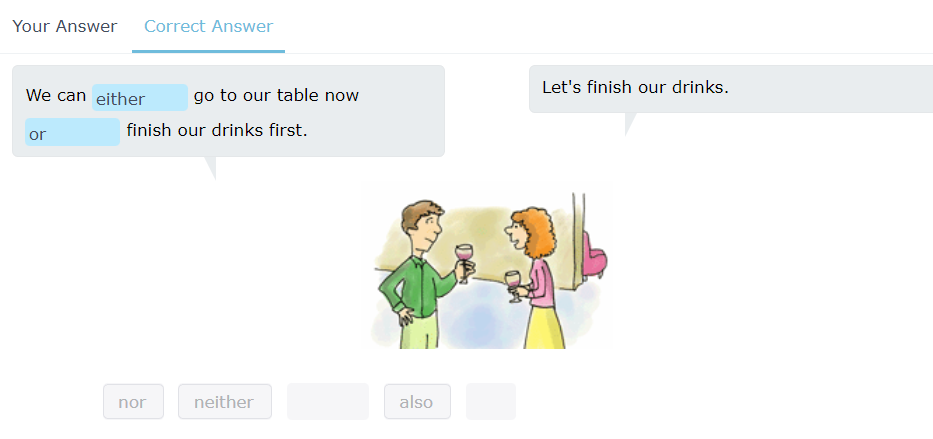 Your Answer Correct Answer
We can either go to our table now
or finish our drinks first.
Let's finish our drinks.
nor neither also